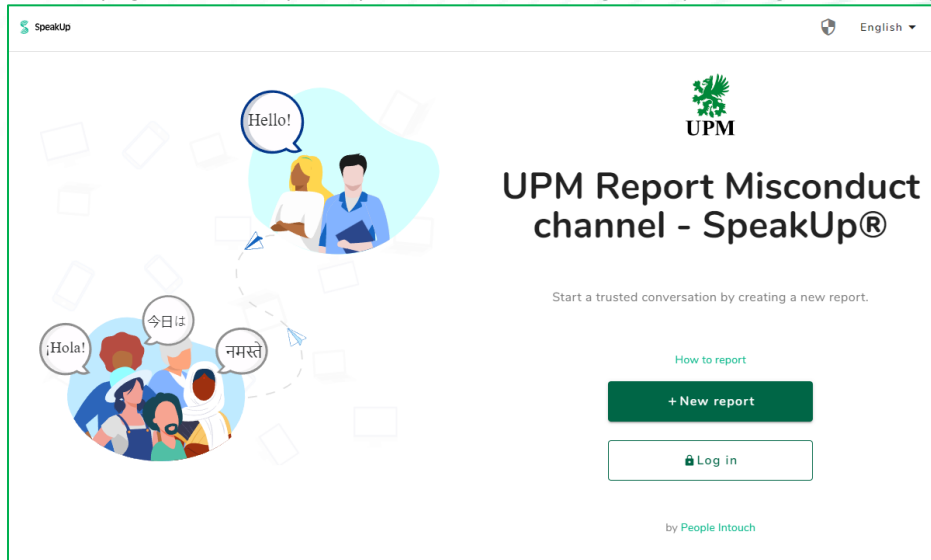 SpeakUp
English
Hello!
UPM
UPM Report Misconduct
channel - SpeakUp®
Start a trusted conversation by creating a new report.
今日は
¡Hola!
नमस्ते
How to report
+ New report
Log in
by People Intouch